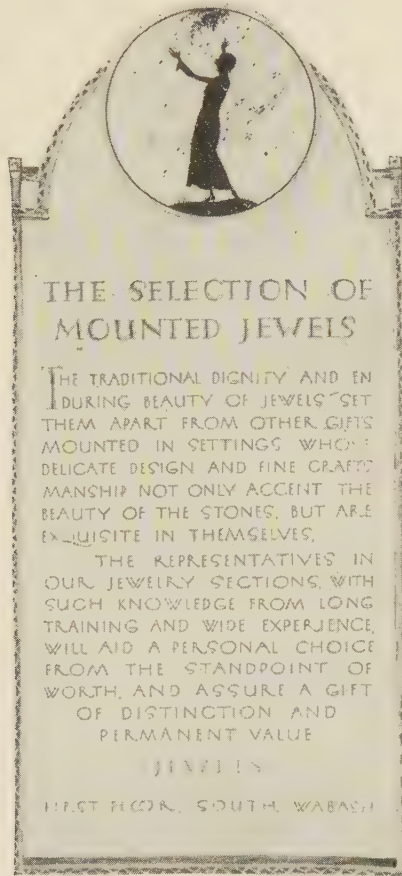 THE SELECTION OF
MOUNTED JEWELS
THE TRADITIONAL DIGNITY AND EN
DURING BEAUTY OF JEWELS SET
THEM APART FROM OTHER GIFTS
MOUNTED IN SETTINGS WHOSE
DELICATE DESIGN AND FINE CRAFTS
MANSHIP NOT ONLY ACCENT THE
BEAUTY OF THE STONES, BUT ARE
EXQUISITE IN THEMSELVES.
THE REPRESENTATIVES IN
OUR JEWELRY SECTIONS, WITH
SUCH KNOWLEDGE FROM LONG
TRAINING AND WIDE EXPERIENCE,
WILL AID A PERSONAL CHOICE
FROM THE STANDPOINT OF
WORTH, AND ASSURE A GIFT
OF DISTINCTION AND
PERMANENT VALUE
JEWELS
FIRST FLOOR, SOUTH, WABASH